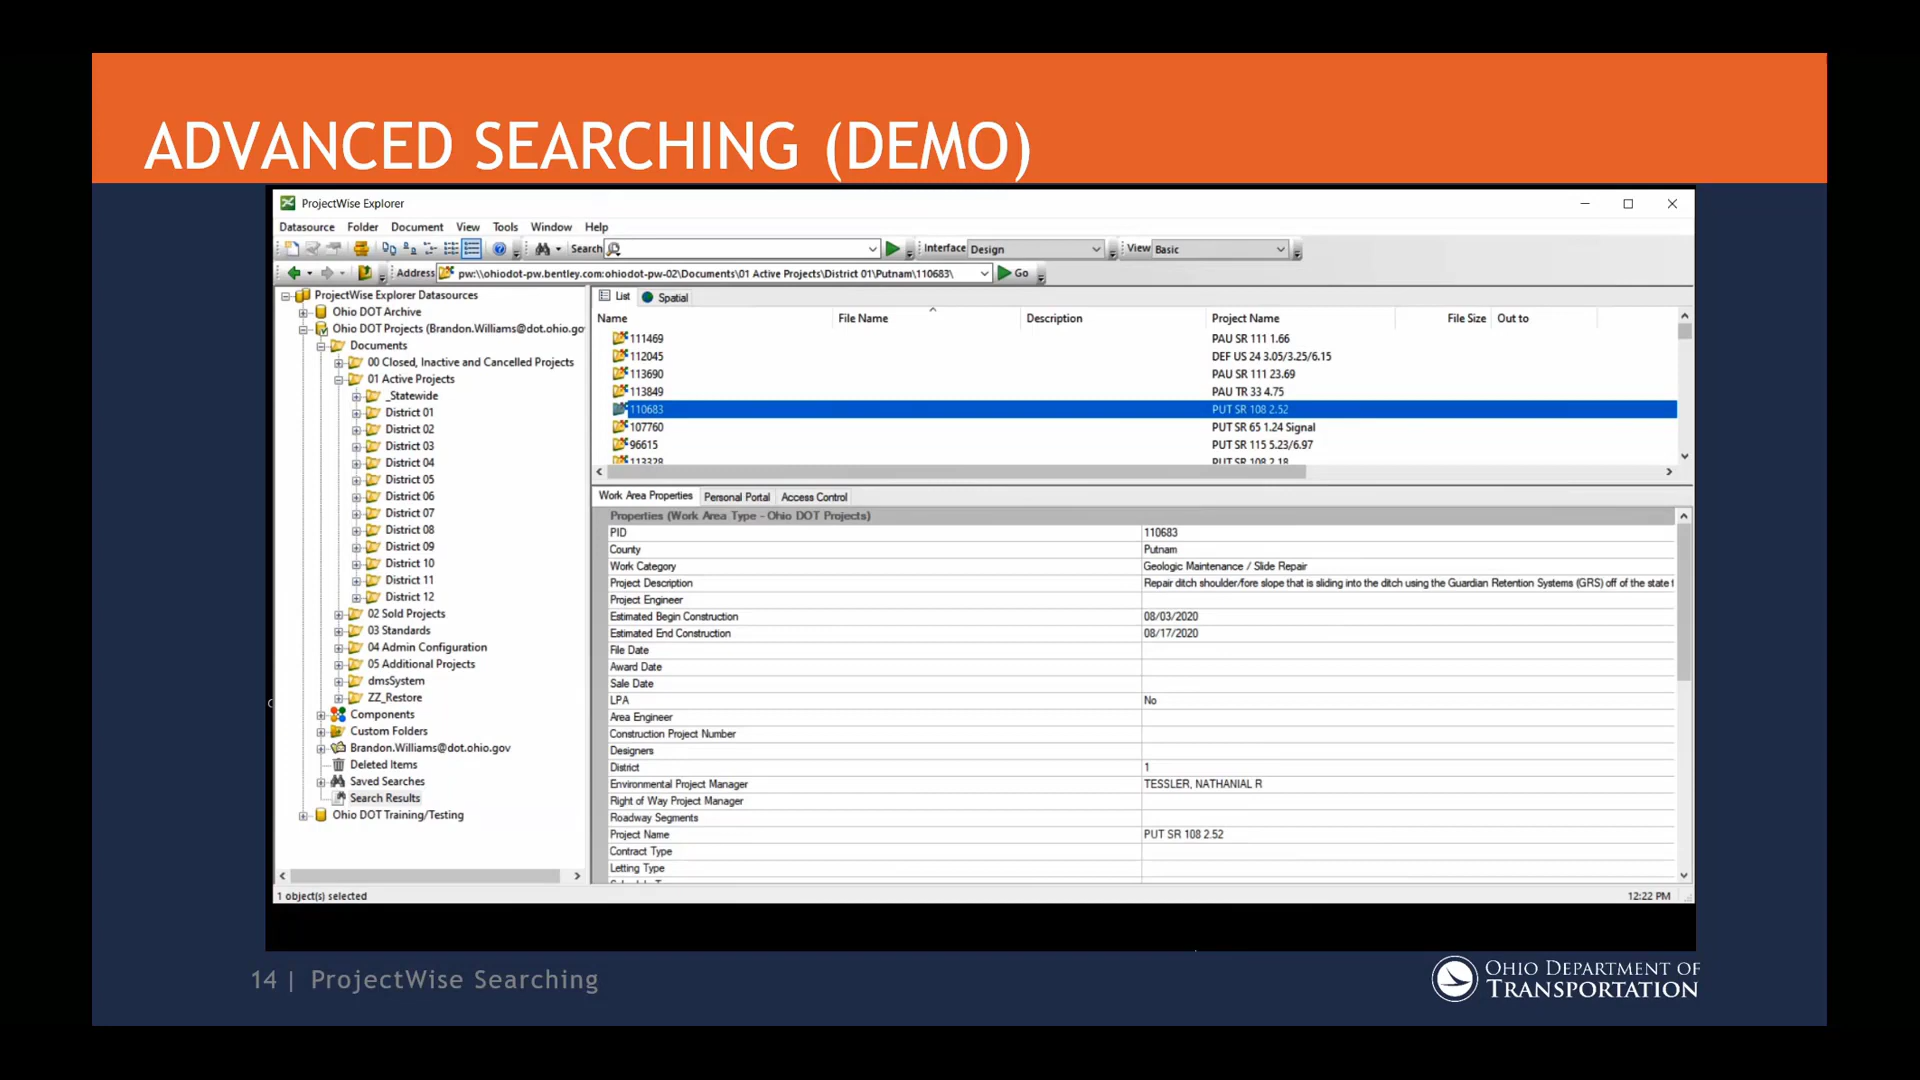 ADVANCED SEARCHING (DEMO)
ProjectWise Explorer
Datasource Folder Document View Tools Window Help
Search Interface Design View Basic
Address pw:\\ohiodot-pw.bentley.com:ohiodot-pw-02\Documents\01 Active Projects\District 01\Putnam\110683\ Go
ProjectWise Explorer Datasources
Ohio DOT Archive
Ohio DOT Projects (Brandon.Williams@dot.ohio.go
Documents
00 Closed, Inactive and Cancelled Projects
01 Active Projects
_Statewide
District 01
District 02
District 03
District 04
District 05
District 06
District 07
District 08
District 09
District 10
District 11
District 12
02 Sold Projects
03 Standards
04 Admin Configuration
05 Additional Projects
dmsSystem
ZZ_Restore
Components
Custom Folders
Brandon.Williams@dot.ohio.gov
Deleted Items
Saved Searches
Search Results
Ohio DOT Training/Testing
1 object(s) selected
List Spatial
Name File Name Description Project Name File Size Out to
111469 PAU SR 111 1.66
112045 DEF US 24 3.05/3.25/6.15
113690 PAU SR 111 23.69
113849 PAU TR 33 4.75
110683 PUT SR 108 2.52
107760 PUT SR 65 1.24 Signal
96615 PUT SR 115 5.23/6.97
113328 PUT SR 108 2.18
Work Area Properties Personal Portal Access Control
Properties (Work Area Type - Ohio DOT Projects)
PID 110683
County Putnam
Work Category Geologic Maintenance / Slide Repair
Project Description Repair ditch shoulder/fore slope that is sliding into the ditch using the Guardian Retention Systems (GRS) off of the state
Project Engineer
Estimated Begin Construction 08/03/2020
Estimated End Construction 08/17/2020
File Date
Award Date
Sale Date
LPA No
Area Engineer
Construction Project Number
Designers
District 1
Environmental Project Manager TESSLER, NATHANIAL R
Right of Way Project Manager
Roadway Segments
Project Name PUT SR 108 2.52
Contract Type
Letting Type
12:22 PM
14 | ProjectWise Searching
OHIO DEPARTMENT OF
TRANSPORTATION